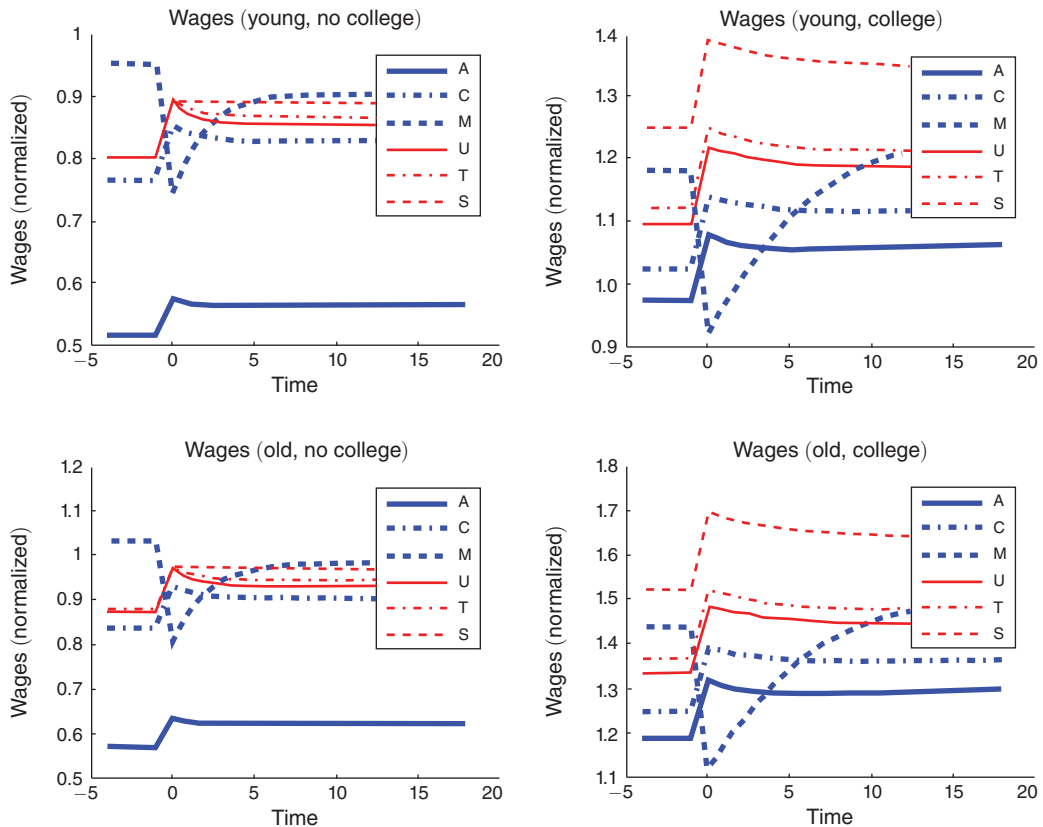 Wages (young, no college)
Wages (normalized)
1
0.9
0.8
0.7
0.6
0.5
−5
0
5
10
15
20
Time
A
C
M
U
T
S
Wages (young, college)
Wages (normalized)
1.4
1.3
1.2
1.1
1.0
0.9
−5
0
5
10
15
20
Time
A
C
M
U
T
S
Wages (old, no college)
Wages (normalized)
1.2
1.1
1
0.9
0.8
0.7
0.6
0.5
−5
0
5
10
15
20
Time
A
C
M
U
T
S
Wages (old, college)
Wages (normalized)
1.8
1.7
1.6
1.5
1.4
1.3
1.2
1.1
−5
0
5
10
15
20
Time
A
C
M
U
T
S